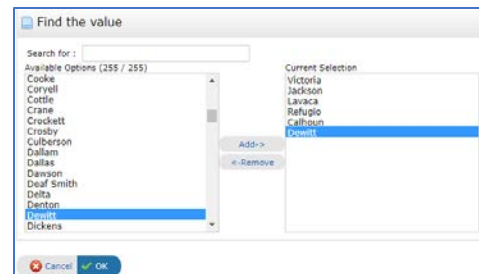 Find the value
Search for :
Available Options (255 / 255)
Cooke
Coryell
Cottle
Crane
Crockett
Crosby
Culberson
Dallam
Dallas
Dawson
Deaf Smith
Delta
Denton
Dewitt
Dickens
Add->
<-Remove
Current Selection
Victoria
Jackson
Lavaca
Refugio
Calhoun
Dewitt
Cancel
OK